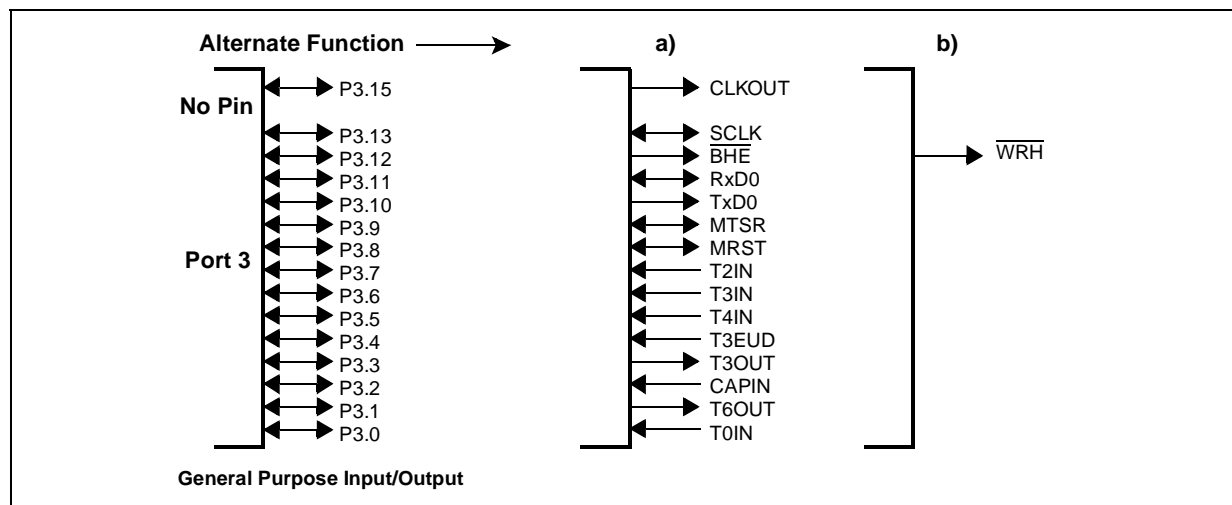 Alternate Function a) b)
No Pin
P3.15 CLKOUT
P3.13 SCLK
P3.12 BHE WRH
P3.11 RxD0
P3.10 TxD0
P3.9 MTSR
P3.8 MRST
Port 3
P3.7 T2IN
P3.6 T3IN
P3.5 T4IN
P3.4 T3EUD
P3.3 T3OUT
P3.2 CAPIN
P3.1 T6OUT
P3.0 T0IN
General Purpose Input/Output